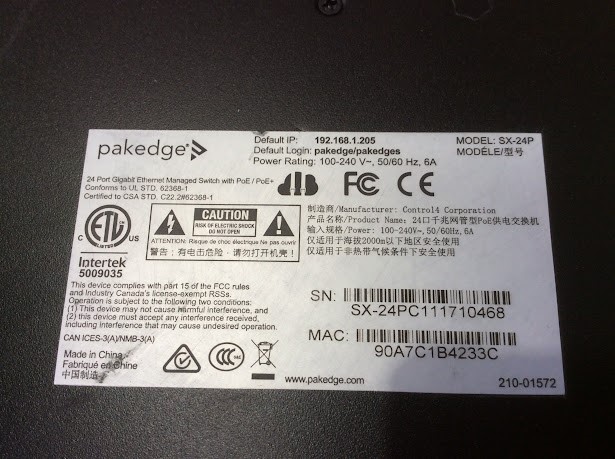 pakedge
Default IP: 192.168.1.205
Default Login: pakedge/pakedges
Power Rating: 100-240 V~, 50/60 Hz, 6A
MODEL: SX-24P
MODÈLE/型号
24 Port Gigabit Ethernet Managed Switch with PoE / PoE+
Conforms to UL STD. 62368-1
Certified to CSA STD. C22.2#62368-1
FC CE
制造商/Manufacturer: Control4 Corporation
产品名称/Product Name: 24口千兆网管型PoE供电交换机
输入规格/Power: 100-240V~, 50/60Hz, 6A
仅适用于海拔2000m以下地区安全使用
仅适用于非热带气候条件下安全使用
C ETL US
LISTED
Intertek
5009035
CAUTION
RISK OF ELECTRIC SHOCK
DO NOT OPEN
ATTENTION: Risque de choc électrique Ne pas ouvrir
警告: 有电击危险, 请勿打开机壳!
This device complies with part 15 of the FCC rules
and Industry Canada's license-exempt RSSs.
Operation is subject to the following two conditions:
(1) This device may not cause harmful interference, and
(2) this device must accept any interference received,
including interference that may cause undesired operation.
CAN ICES-3(A)/NMB-3(A)
SN:
SX-24PC111710468
MAC:
90A7C1B4233C
Made in China
Fabriqué en Chine
中国制造
CCC
www.pakedge.com
210-01572